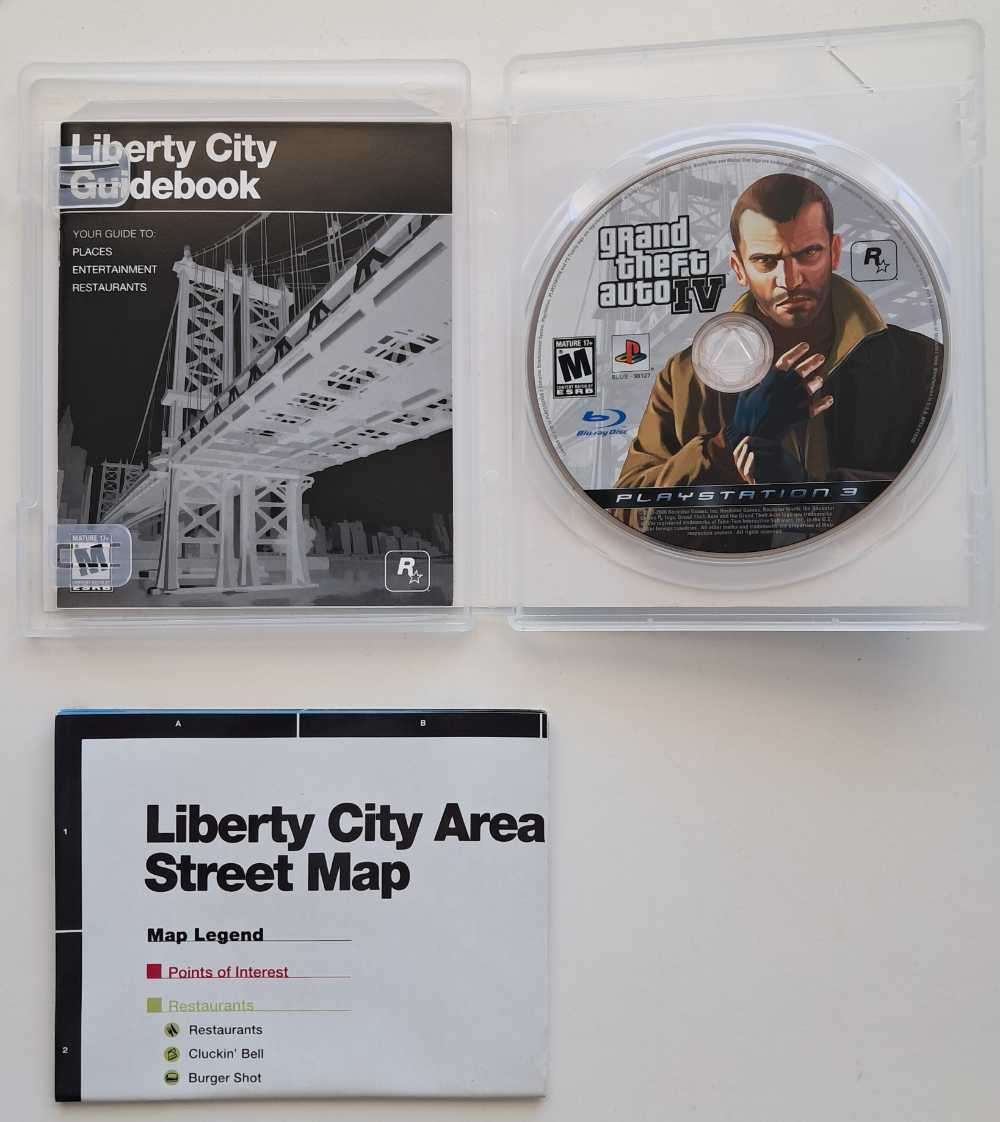 Liberty City
Guidebook
YOUR GUIDE TO:
PLACES
ENTERTAINMENT
RESTAURANTS
MATURE 17+
M
ESRB
R
grand
theft
auto IV
R
MATURE 17+
M
CONTENT RATED BY
ESRB
BLUS - 30127
Blu-ray Disc
PLAYSTATION 3
A
B
1
Liberty City Area
Street Map
Map Legend
Points of Interest
Restaurants
Restaurants
Cluckin' Bell
2
Burger Shot